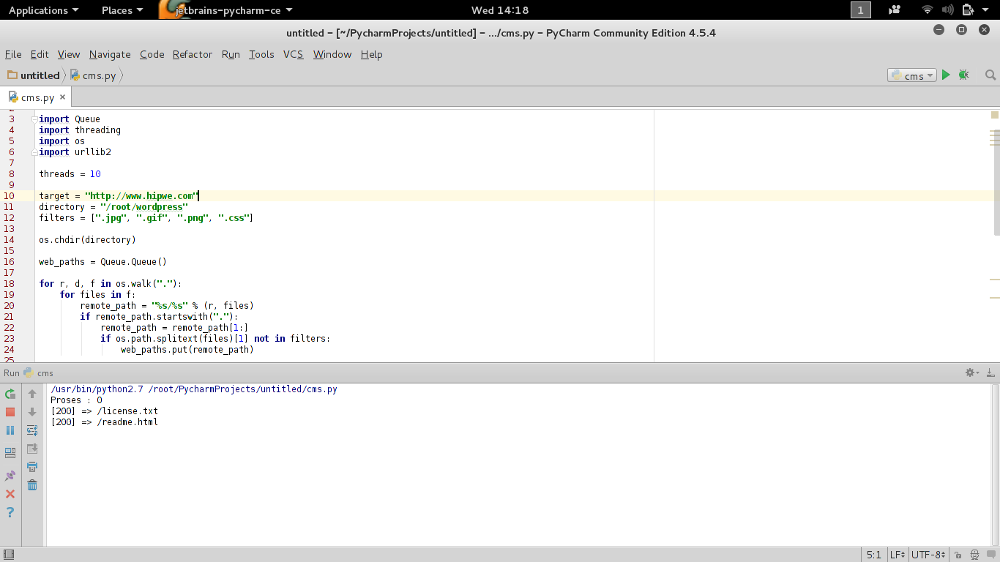 Applications Places jetbrains-pycharm-ce Wed 14:18 1
untitled – [~/PycharmProjects/untitled] – .../cms.py – PyCharm Community Edition 4.5.4
File Edit View Navigate Code Refactor Run Tools VCS Window Help
untitled cms.py cms
cms.py ×
3 import Queue
4 import threading
5 import os
6 import urllib2
7
8 threads = 10
9
10 target = "http://www.hipwe.com"
11 directory = "/root/wordpress"
12 filters = [".jpg", ".gif", ".png", ".css"]
13
14 os.chdir(directory)
15
16 web_paths = Queue.Queue()
17
18 for r, d, f in os.walk("."):
19 for files in f:
20 remote_path = "%s/%s" % (r, files)
21 if remote_path.startswith("."):
22 remote_path = remote_path[1:]
23 if os.path.splitext(files)[1] not in filters:
24 web_paths.put(remote_path)
25
Run cms
/usr/bin/python2.7 /root/PycharmProjects/untitled/cms.py
Proses : 0
[200] => /license.txt
[200] => /readme.html
5:1 LF UTF-8